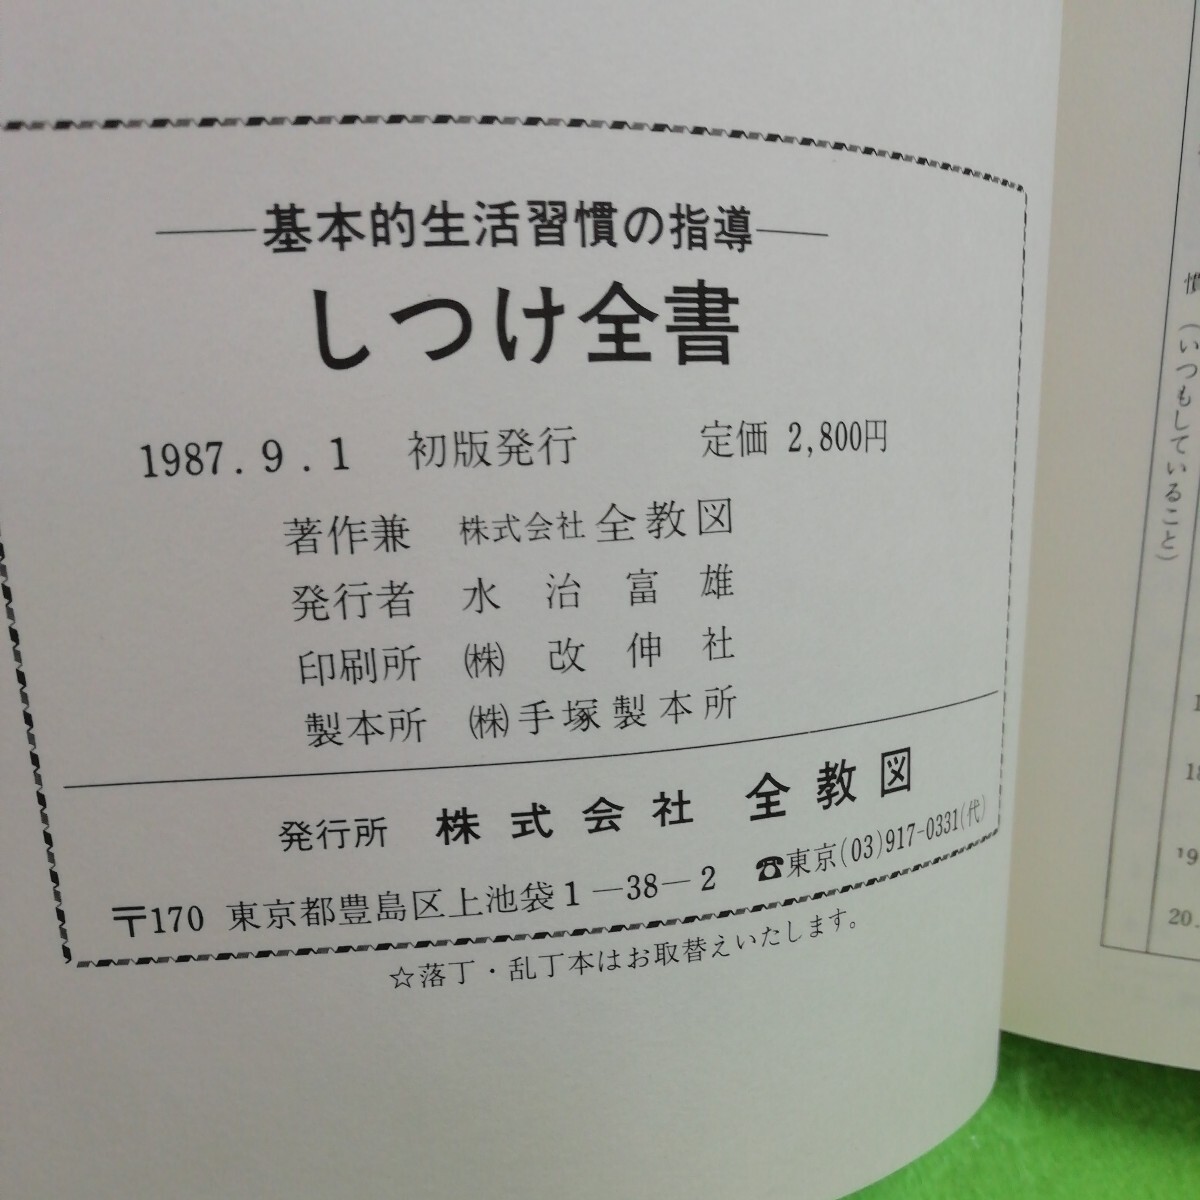 ―基本的生活習慣の指導―
しつけ全書
1987.9.1 初版発行 定価 2,800円
著作兼 株式会社 全教図
発行者 水治富雄
印刷所 ㈱ 改伸社
製本所 ㈱手塚製本所
発行所 株式会社 全教図
〒170 東京都豊島区上池袋1-38-2 ☎東京(03)917-0331(代)
☆落丁・乱丁本はお取替えいたします。
慣(いつもしていること)
18
19
20